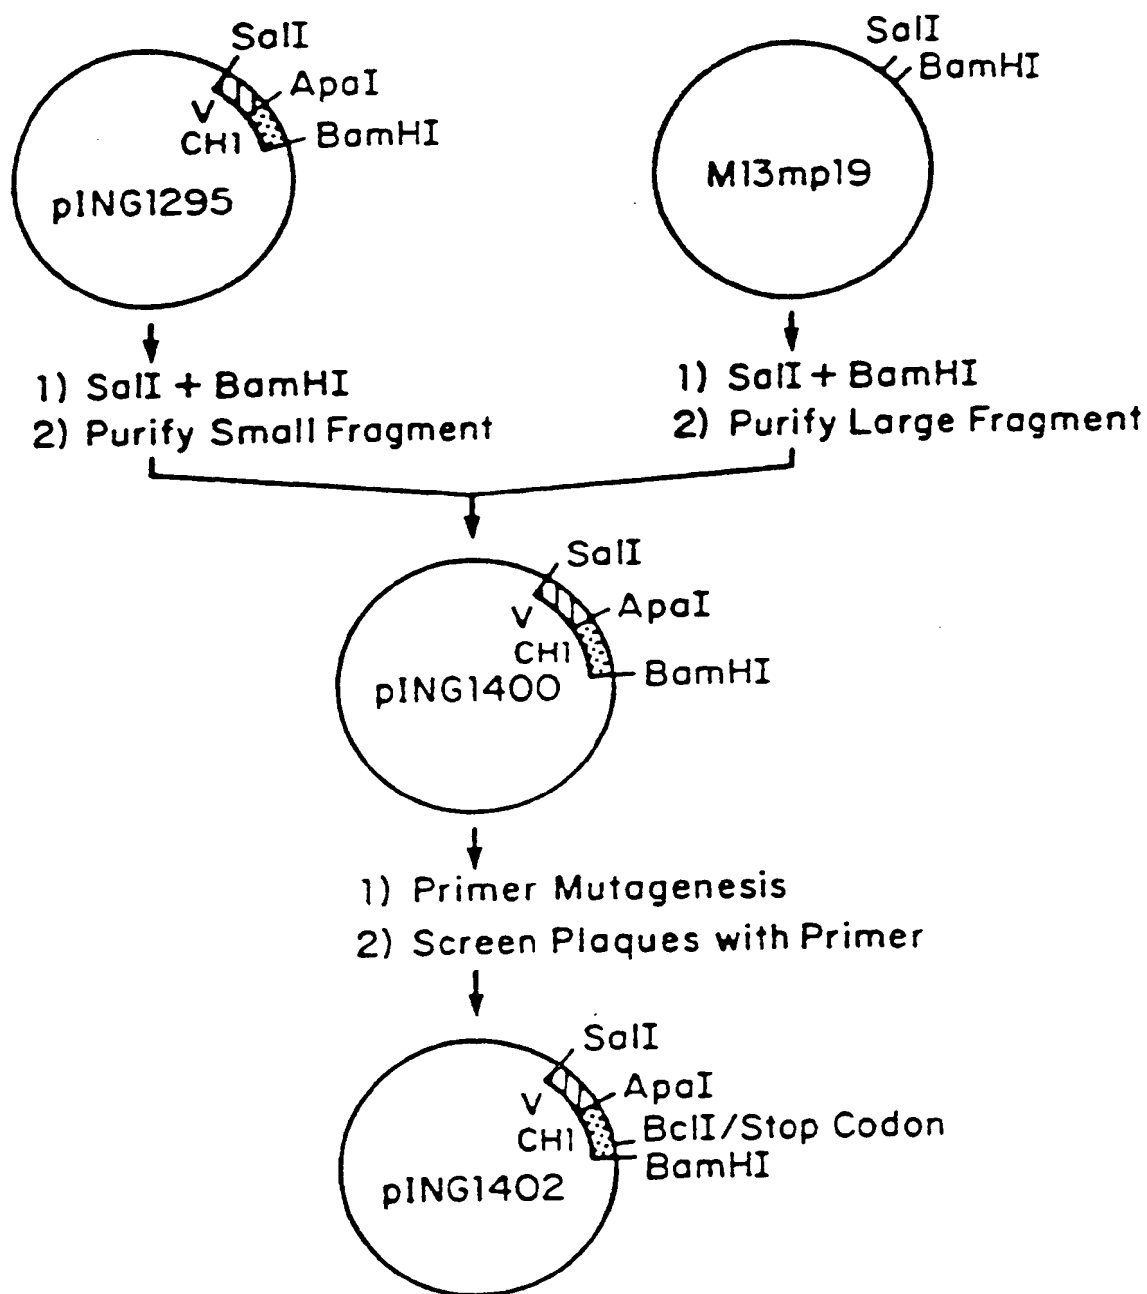 SalI
ApaI
BamHI
V
CH1
pING1295
SalI
BamHI
M13mp19
1) SalI + BamHI
2) Purify Small Fragment
1) SalI + BamHI
2) Purify Large Fragment
SalI
ApaI
BamHI
V
CH1
pING1400
1) Primer Mutagenesis
2) Screen Plaques with Primer
SalI
ApaI
BclI/Stop Codon
BamHI
V
CH1
pING1402